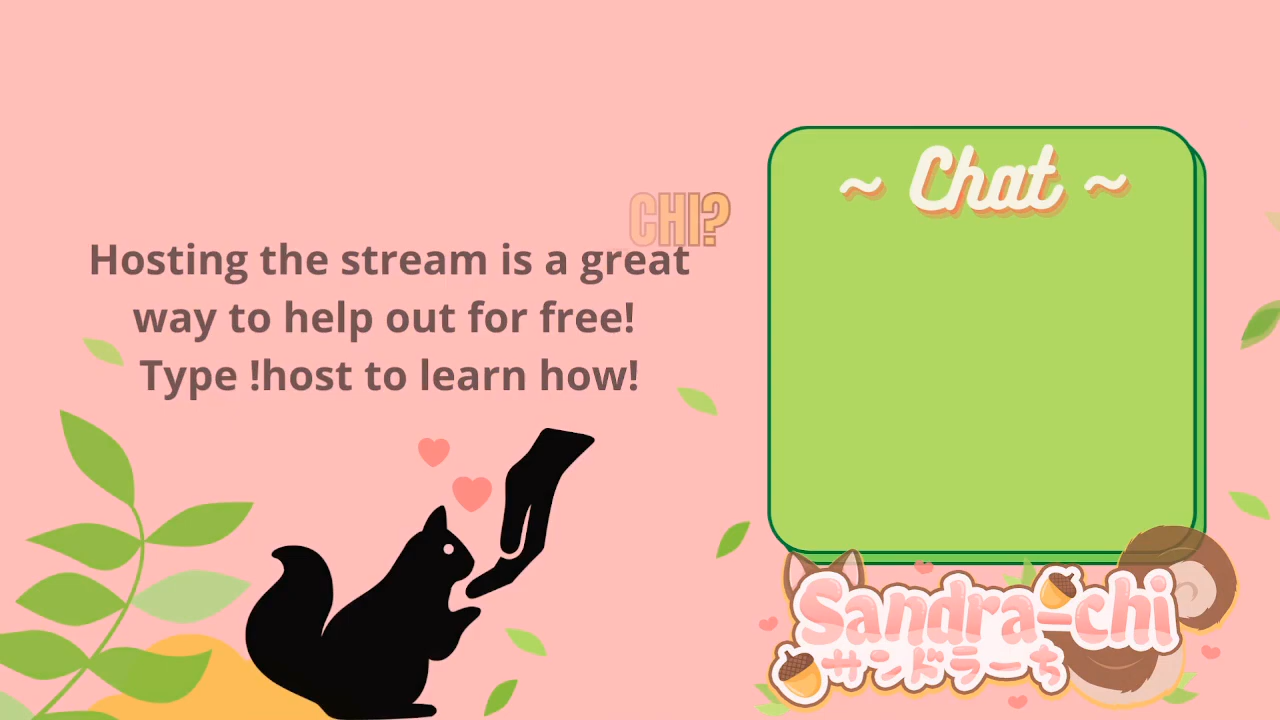 CHI?
Hosting the stream is a great
way to help out for free!
Type !host to learn how!
~ Chat ~
Sandra-chi
サンドラーち